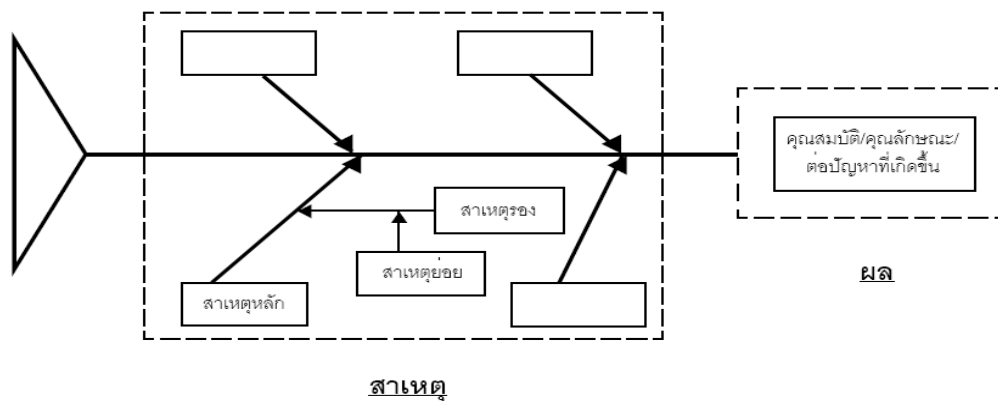 คุณสมบัติ/คุณลักษณะ/
ต่อปัญหาที่เกิดขึ้น
สาเหตุรอง
สาเหตุย่อย
สาเหตุหลัก
ผล
สาเหตุ